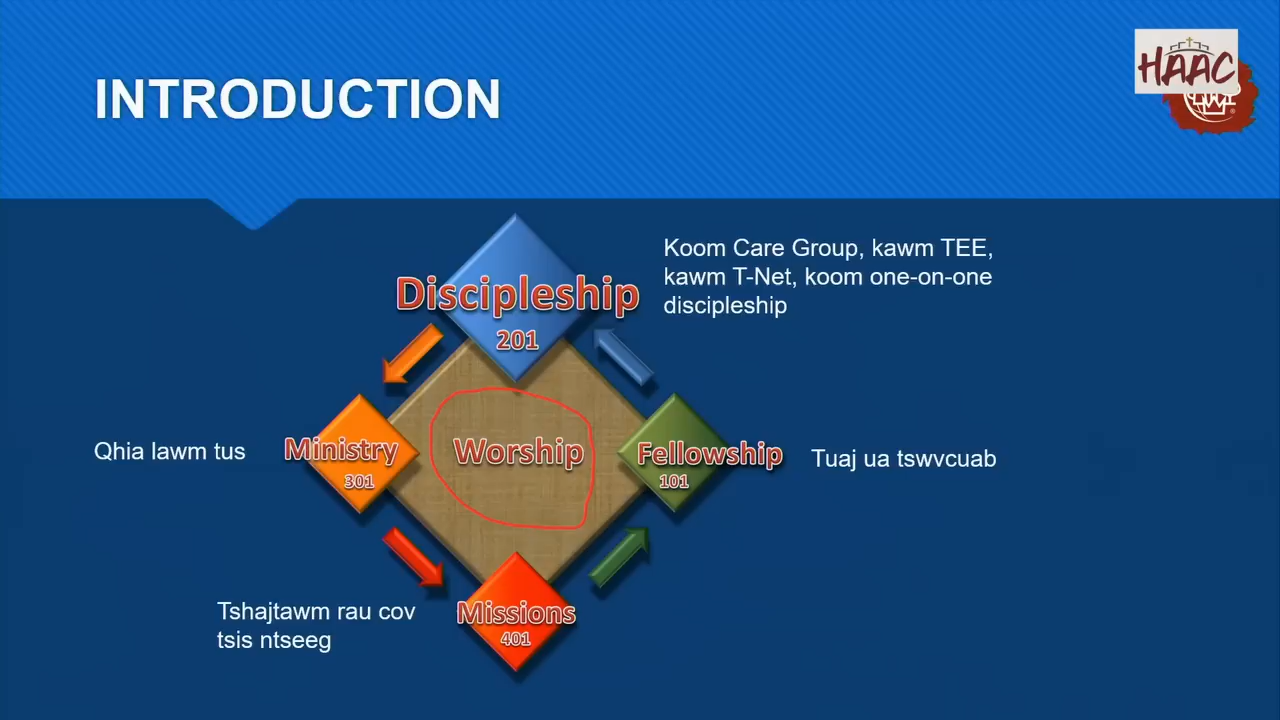 INTRODUCTION
HAAC
Discipleship
201
Koom Care Group, kawm TEE,
kawm T-Net, koom one-on-one
discipleship
Qhia lawm tus
Ministry
301
Worship
Fellowship
101
Tuaj ua tswvcuab
Tshajtawm rau cov
tsis ntseeg
Missions
401